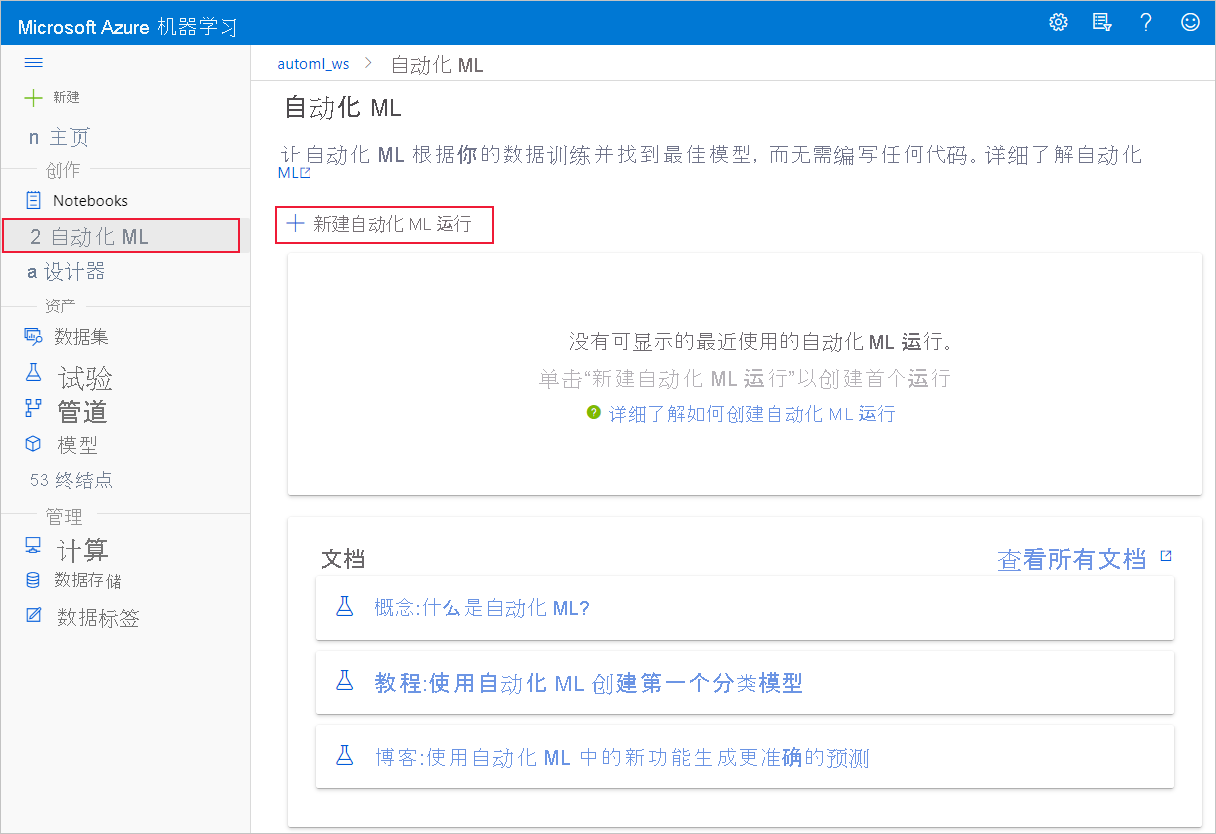 Microsoft Azure 机器学习
新建
n 主页
创作
Notebooks
2 自动化 ML
a 设计器
资产
数据集
试验
管道
模型
53 终结点
管理
计算
数据存储
数据标签
automl_ws > 自动化 ML
自动化 ML
让自动化 ML 根据你的数据训练并找到最佳模型, 而无需编写任何代码。详细了解自动化
ML
新建自动化 ML 运行
没有可显示的最近使用的自动化 ML 运行。
单击“新建自动化 ML 运行”以创建首个运行
详细了解如何创建自动化 ML 运行
文档
查看所有文档
概念:什么是自动化 ML?
教程:使用自动化 ML 创建第一个分类模型
博客:使用自动化 ML 中的新功能生成更准确的预测